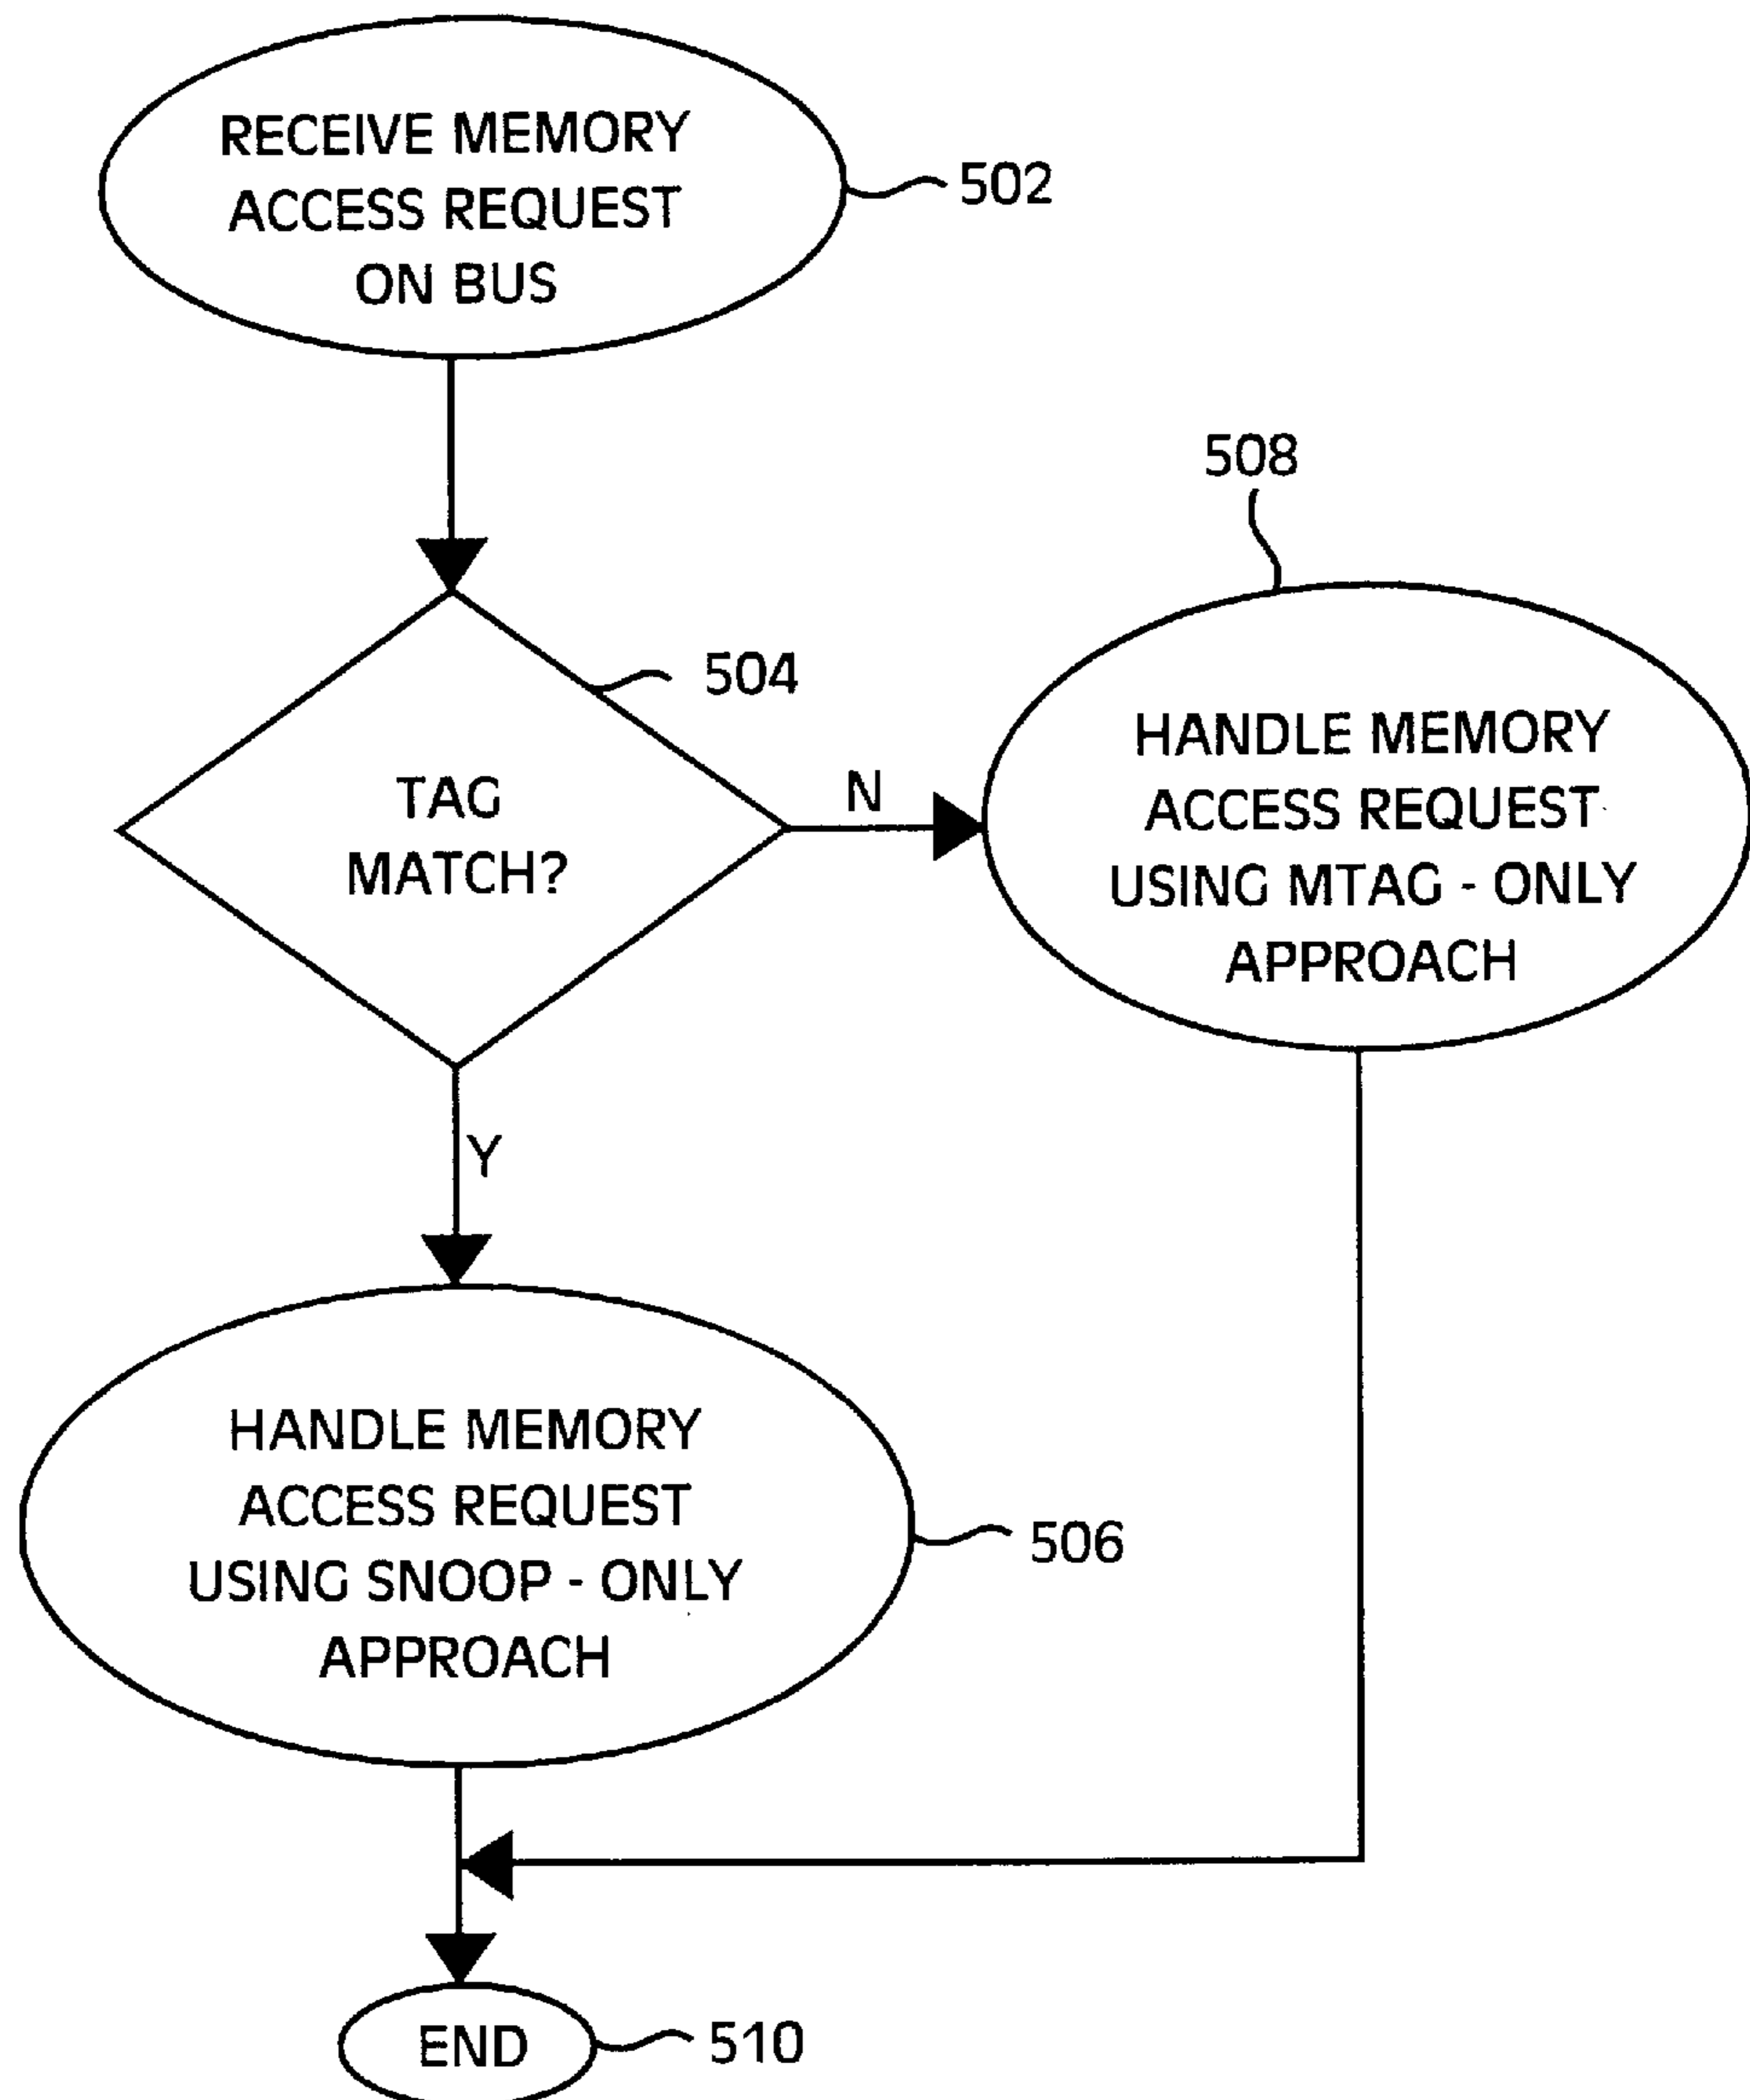 RECEIVE MEMORY
ACCESS REQUEST
ON BUS
502
504
TAG
MATCH?
N
508
HANDLE MEMORY
ACCESS REQUEST
USING MTAG - ONLY
APPROACH
Y
HANDLE MEMORY
ACCESS REQUEST
USING SNOOP - ONLY
APPROACH
506
END
510